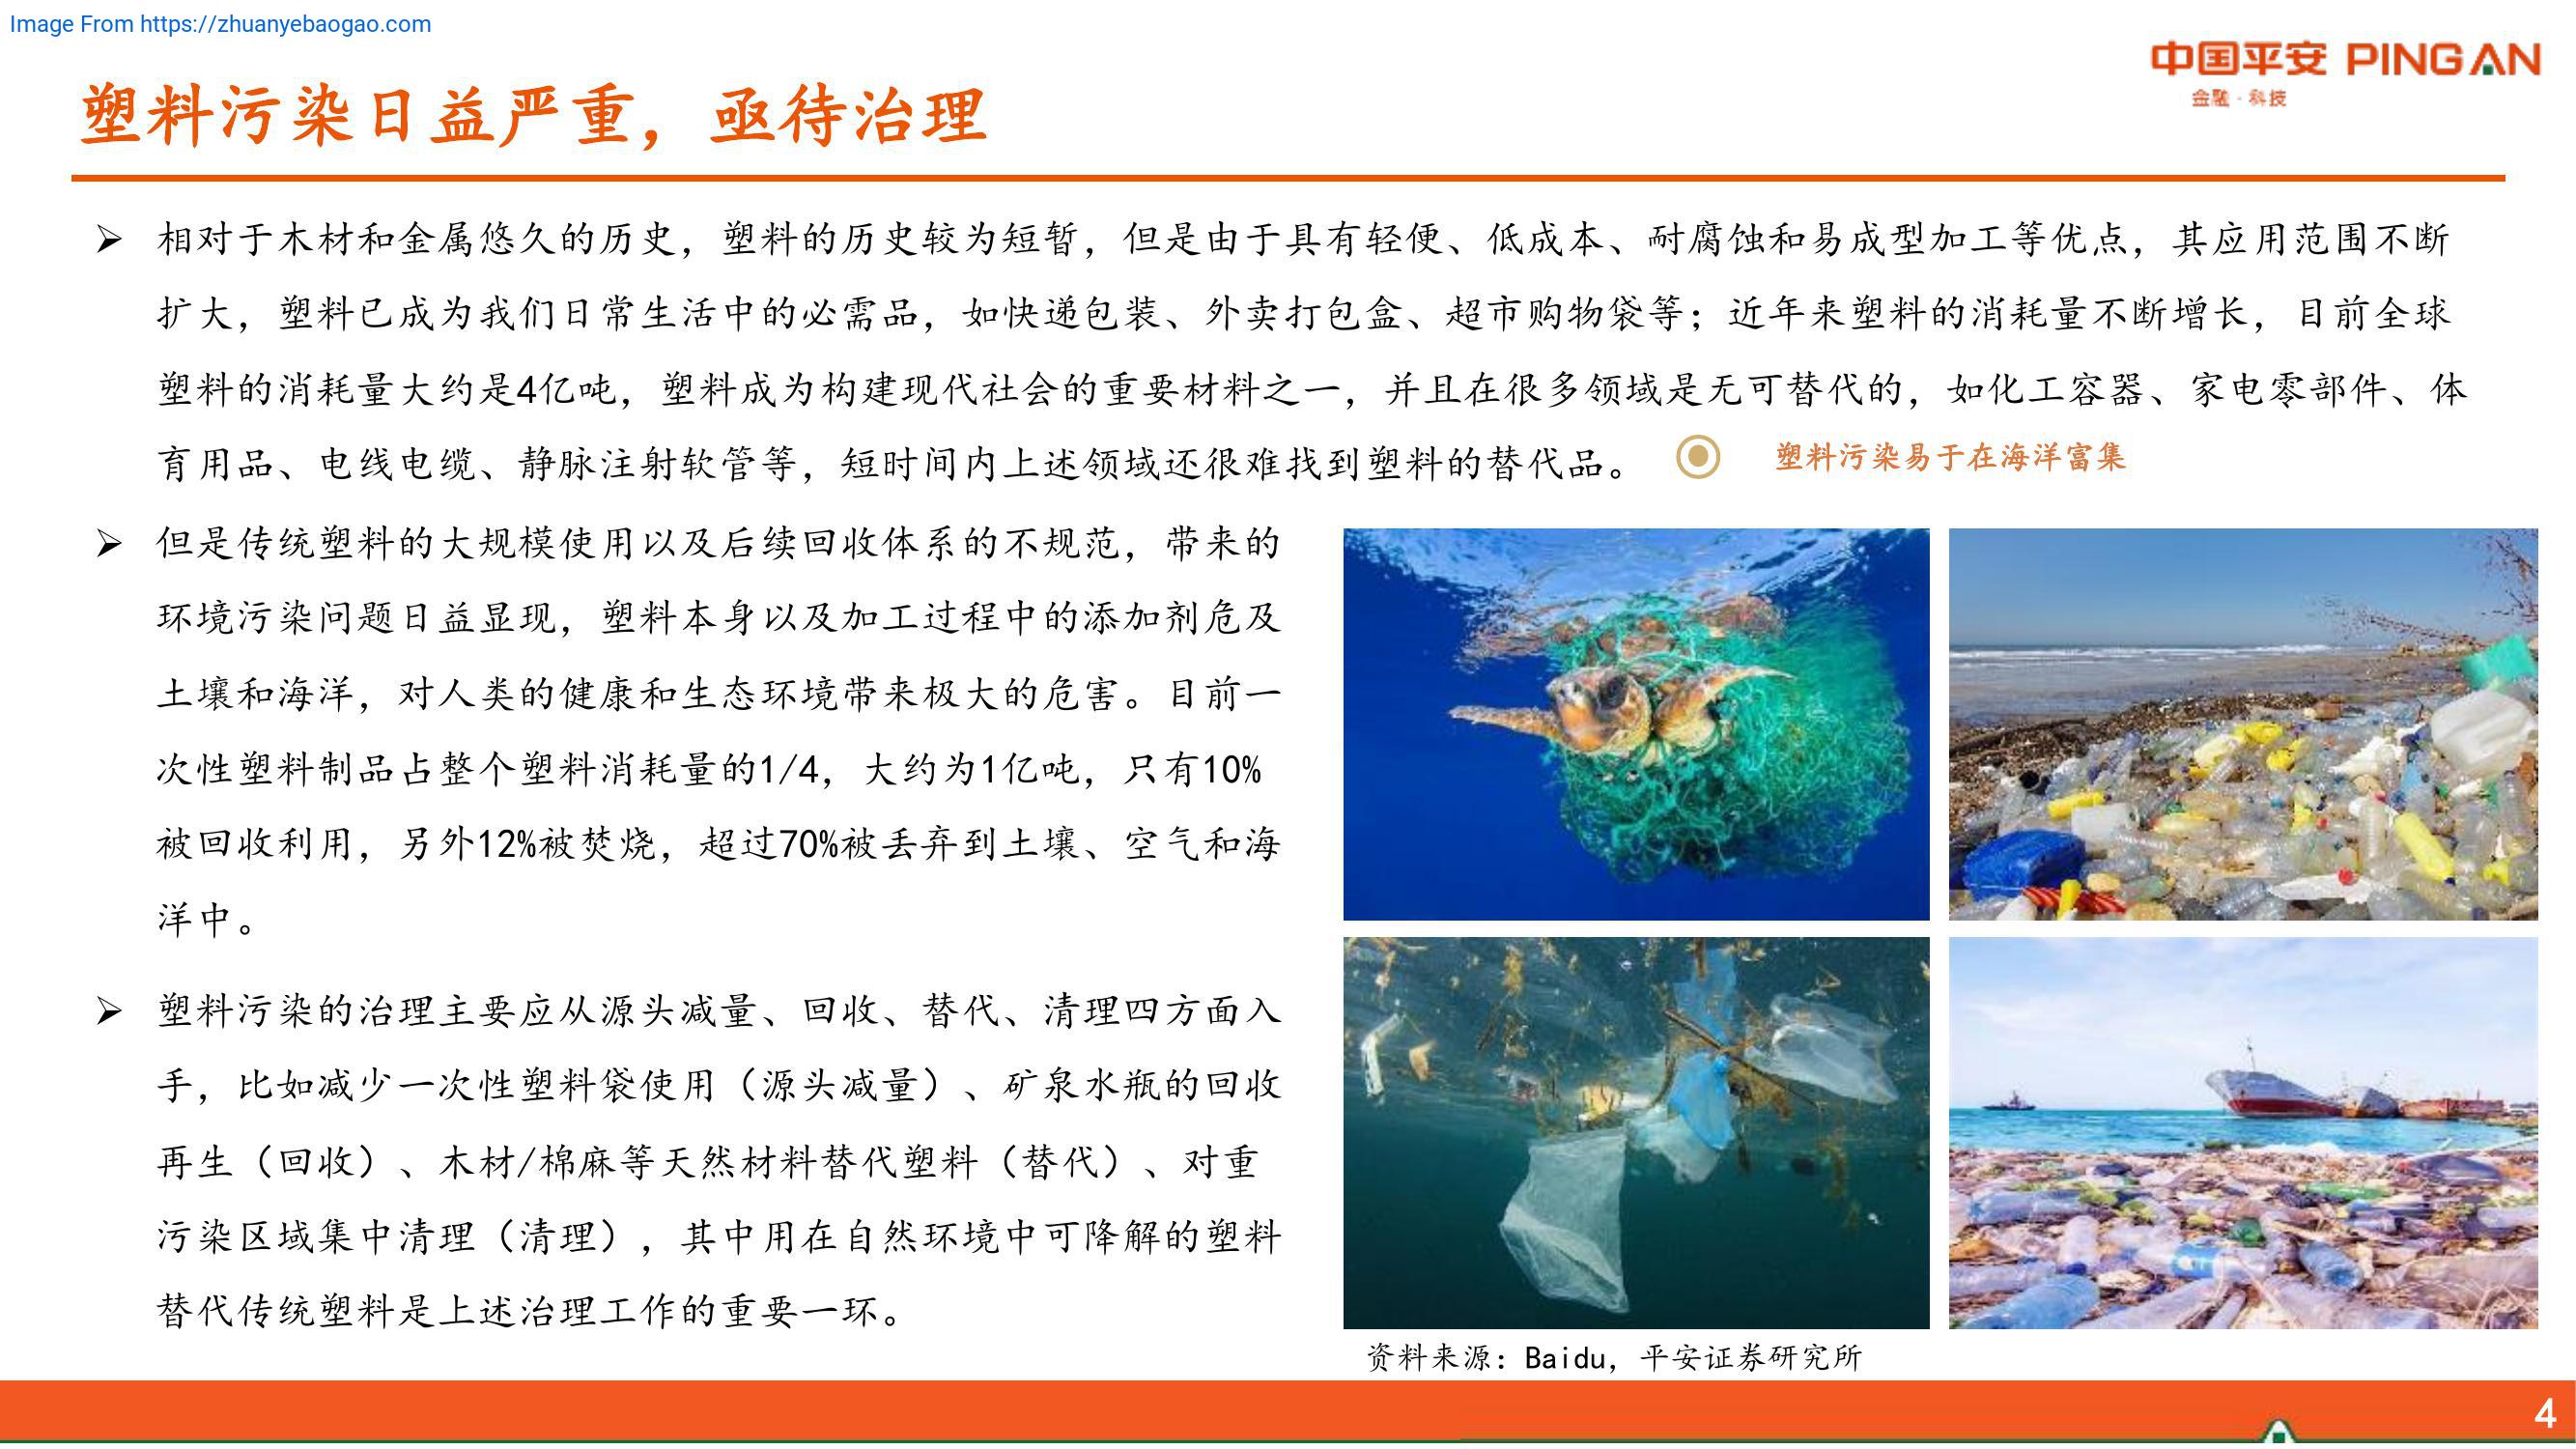 Image From https://zhuanyebaogao.com
中国平安 PINGAN
金融·科技
塑料污染日益严重，亟待治理
相对于木材和金属悠久的历史，塑料的历史较为短暂，但是由于具有轻便、低成本、耐腐蚀和易成型加工等优点，其应用范围不断
扩大，塑料已成为我们日常生活中的必需品，如快递包装、外卖打包盒、超市购物袋等；近年来塑料的消耗量不断增长，目前全球
塑料的消耗量大约是4亿吨，塑料成为构建现代社会的重要材料之一，并且在很多领域是无可替代的，如化工容器、家电零部件、体
育用品、电线电缆、静脉注射软管等，短时间内上述领域还很难找到塑料的替代品。
塑料污染易于在海洋富集
但是传统塑料的大规模使用以及后续回收体系的不规范，带来的
环境污染问题日益显现，塑料本身以及加工过程中的添加剂危及
土壤和海洋，对人类的健康和生态环境带来极大的危害。目前一
次性塑料制品占整个塑料消耗量的1/4，大约为1亿吨，只有10%
被回收利用，另外12%被焚烧，超过70%被丢弃到土壤、空气和海
洋中。
塑料污染的治理主要应从源头减量、回收、替代、清理四方面入
手，比如减少一次性塑料袋使用（源头减量）、矿泉水瓶的回收
再生（回收）、木材/棉麻等天然材料替代塑料（替代）、对重
污染区域集中清理（清理），其中用在自然环境中可降解的塑料
替代传统塑料是上述治理工作的重要一环。
资料来源：Baidu，平安证券研究所
4